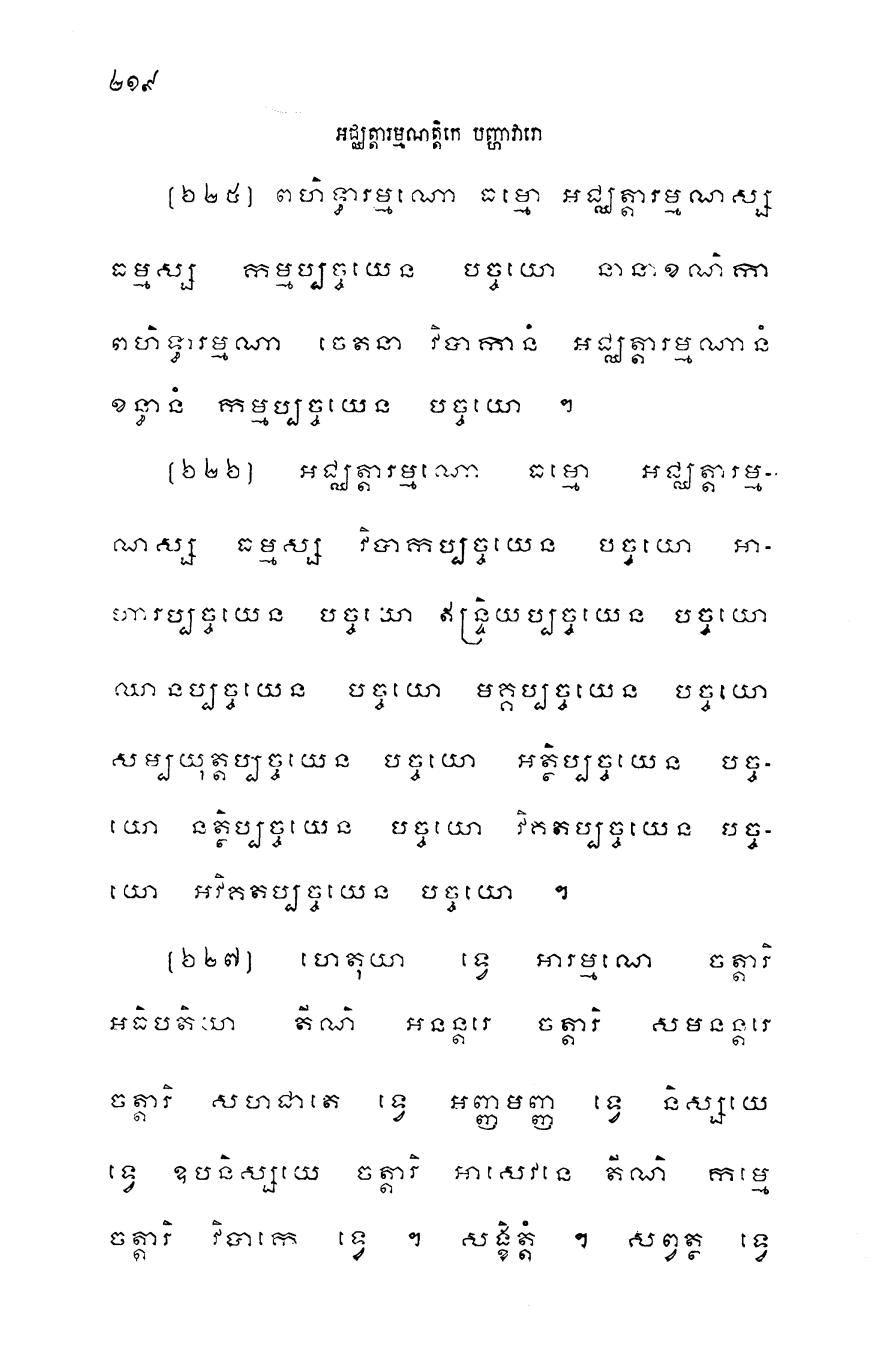 ២១៩
អជ្ឈត្តារម្មណត្តិកេ បញ្ហាវារោ
(៦២៥) ពហិទ្ធារម្មណោ ធម្មោ អជ្ឈត្តារម្មណស្ស
ធម្មស្ស កម្មប្បច្ចយេន បច្ចយោ នានាខណិកា
ពហិទ្ធារម្មណា ចេតនា វិបាកានំ អជ្ឈត្តារម្មណានំ
ខន្ធានំ កម្មប្បច្ចយេន បច្ចយោ ។
(៦២៦) អជ្ឈត្តារម្មណោ ធម្មោ អជ្ឈត្តារម្ម-
ណស្ស ធម្មស្ស វិបាកប្បច្ចយេន បច្ចយោ អា-
ហារប្បច្ចយេន បច្ចយោ ឥន្ទ្រិយប្បច្ចយេន បច្ចយោ
ឈានប្បច្ចយេន បច្ចយោ មគ្គប្បច្ចយេន បច្ចយោ
សម្បយុត្តប្បច្ចយេន បច្ចយោ អត្ថិប្បច្ចយេន បច្ច-
យោ នត្ថិប្បច្ចយេន បច្ចយោ វិគតប្បច្ចយេន បច្ច-
យោ អវិគតប្បច្ចយេន បច្ចយោ ។
(៦២៧) ហេតុយា ទ្វេ អារម្មណោ ចត្តារិ
អធិបតិយា តីណិ អនន្តរេ ចត្តារិ សមនន្តរេ
ចត្តារិ សហជាតេ ទ្វេ អញ្ញមញ្ញ ទ្វេ និស្សយេ
ទ្វេ ឧបនិស្សយេ ចត្តារិ អាសេវនេ តីណិ កម្មេ
ចត្តារិ វិបាកេ ទ្វេ ។ សង្ខិត្តំ ។ សព្វត្ថ ទ្វេ